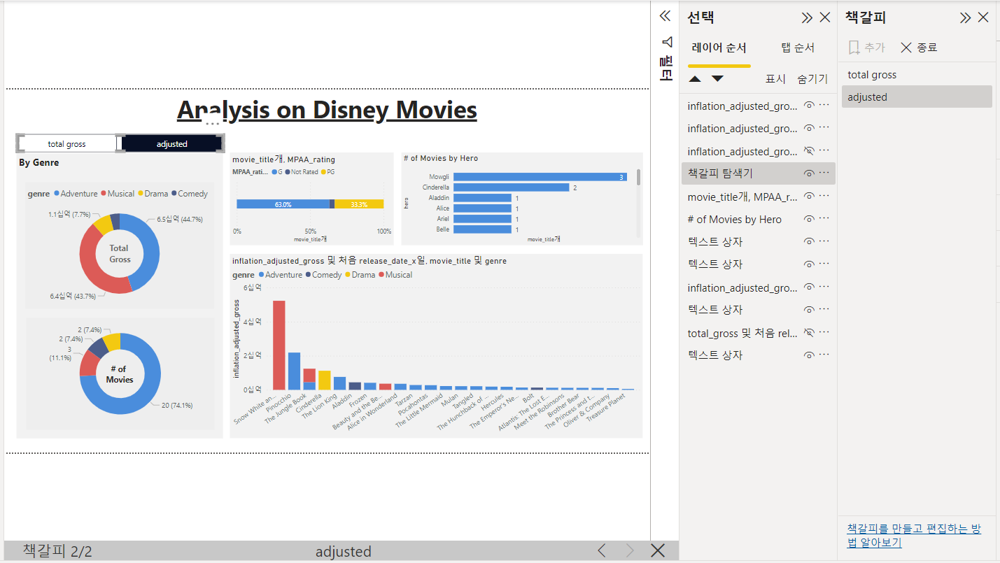 Analysis on Disney Movies
total gross
adjusted
By Genre
genre Adventure Musical Drama Comedy
1.1십억 (7.7%)
6.5십억 (44.7%)
Total
Gross
6.4십억 (43.7%)
2 (7.4%)
2 (7.4%)
3
(11.1%)
# of
Movies
20 (74.1%)
movie_title개, MPAA_rating
MPAA_rati... G Not Rated PG
63.0%
33.3%
0%
50%
100%
movie_title개
# of Movies by Hero
hero
Mowgli
3
Cinderella
2
Aladdin
1
Alice
1
Ariel
1
Belle
1
movie_title개
inflation_adjusted_gross 및 처음 release_date_x일, movie_title 및 genre
genre Adventure Comedy Drama Musical
inflation_adjusted_gross
6십억
4십억
2십억
0십억
Snow White an...
Pinocchio
The Jungle Book
Cinderella
The Lion King
Aladdin
Frozen
Beauty and the Be...
Alice in Wonderland
Tarzan
Pocahontas
The Little Mermaid
Mulan
Tangled
The Hunchback of ...
Hercules
The Emperor's Ne...
Bolt
Atlantis: The Lost E...
Meet the Robinsons
Brother Bear
The Princess and t...
Oliver & Company
Treasure Planet
책갈피 2/2
adjusted
필터
선택
레이어 순서
탭 순서
표시
숨기기
inflation_adjusted_gro...
inflation_adjusted_gro...
inflation_adjusted_gro...
책갈피 탐색기
movie_title개, MPAA_r...
# of Movies by Hero
텍스트 상자
텍스트 상자
inflation_adjusted_gro...
텍스트 상자
total_gross 및 처음 rel...
텍스트 상자
책갈피
추가
종료
total gross
adjusted
책갈피를 만들고 편집하는 방
법 알아보기